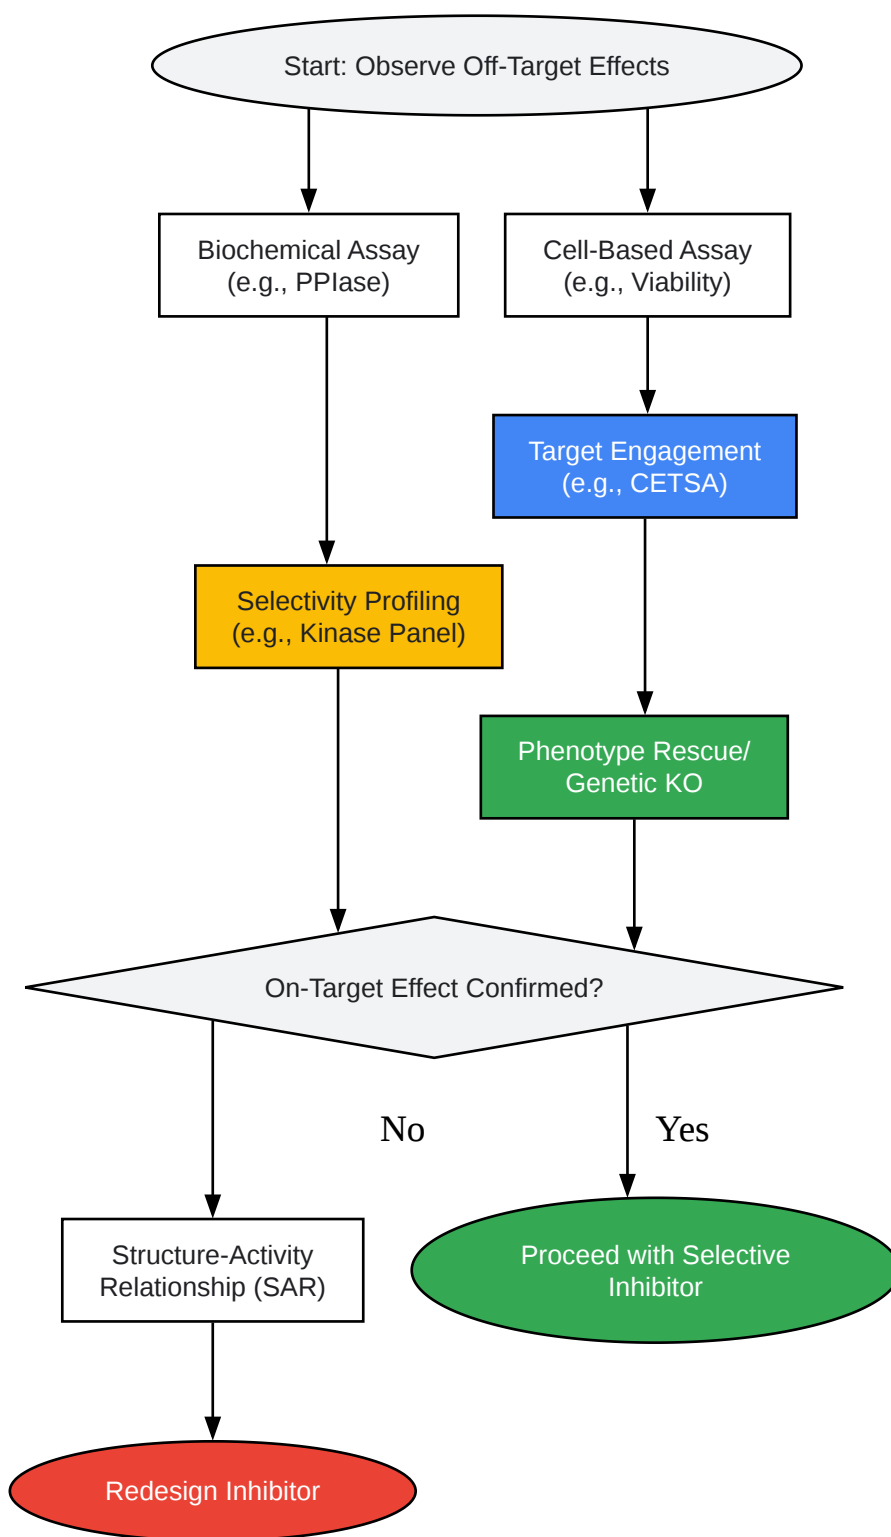 Start: Observe Off-Target Effects
Biochemical Assay
(e.g., PPIase)
Cell-Based Assay
(e.g., Viability)
Target Engagement
(e.g., CETSA)
Selectivity Profiling
(e.g., Kinase Panel)
Phenotype Rescue/
Genetic KO
On-Target Effect Confirmed?
No
Yes
Structure-Activity
Relationship (SAR)
Proceed with Selective
Inhibitor
Redesign Inhibitor